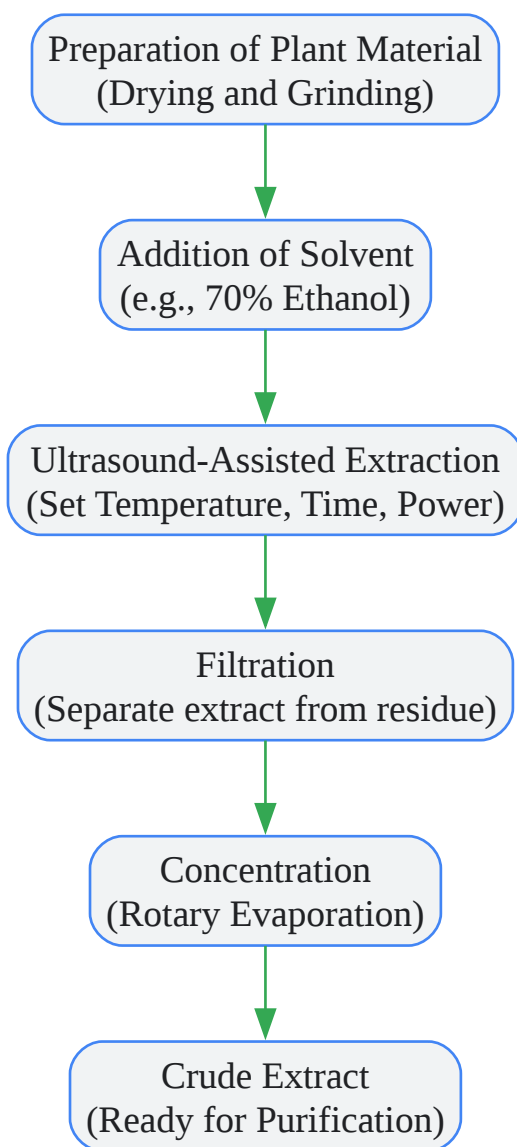 Preparation of Plant Material
(Drying and Grinding)
Addition of Solvent
(e.g., 70% Ethanol)
Ultrasound-Assisted Extraction
(Set Temperature, Time, Power)
Filtration
(Separate extract from residue)
Concentration
(Rotary Evaporation)
Crude Extract
(Ready for Purification)